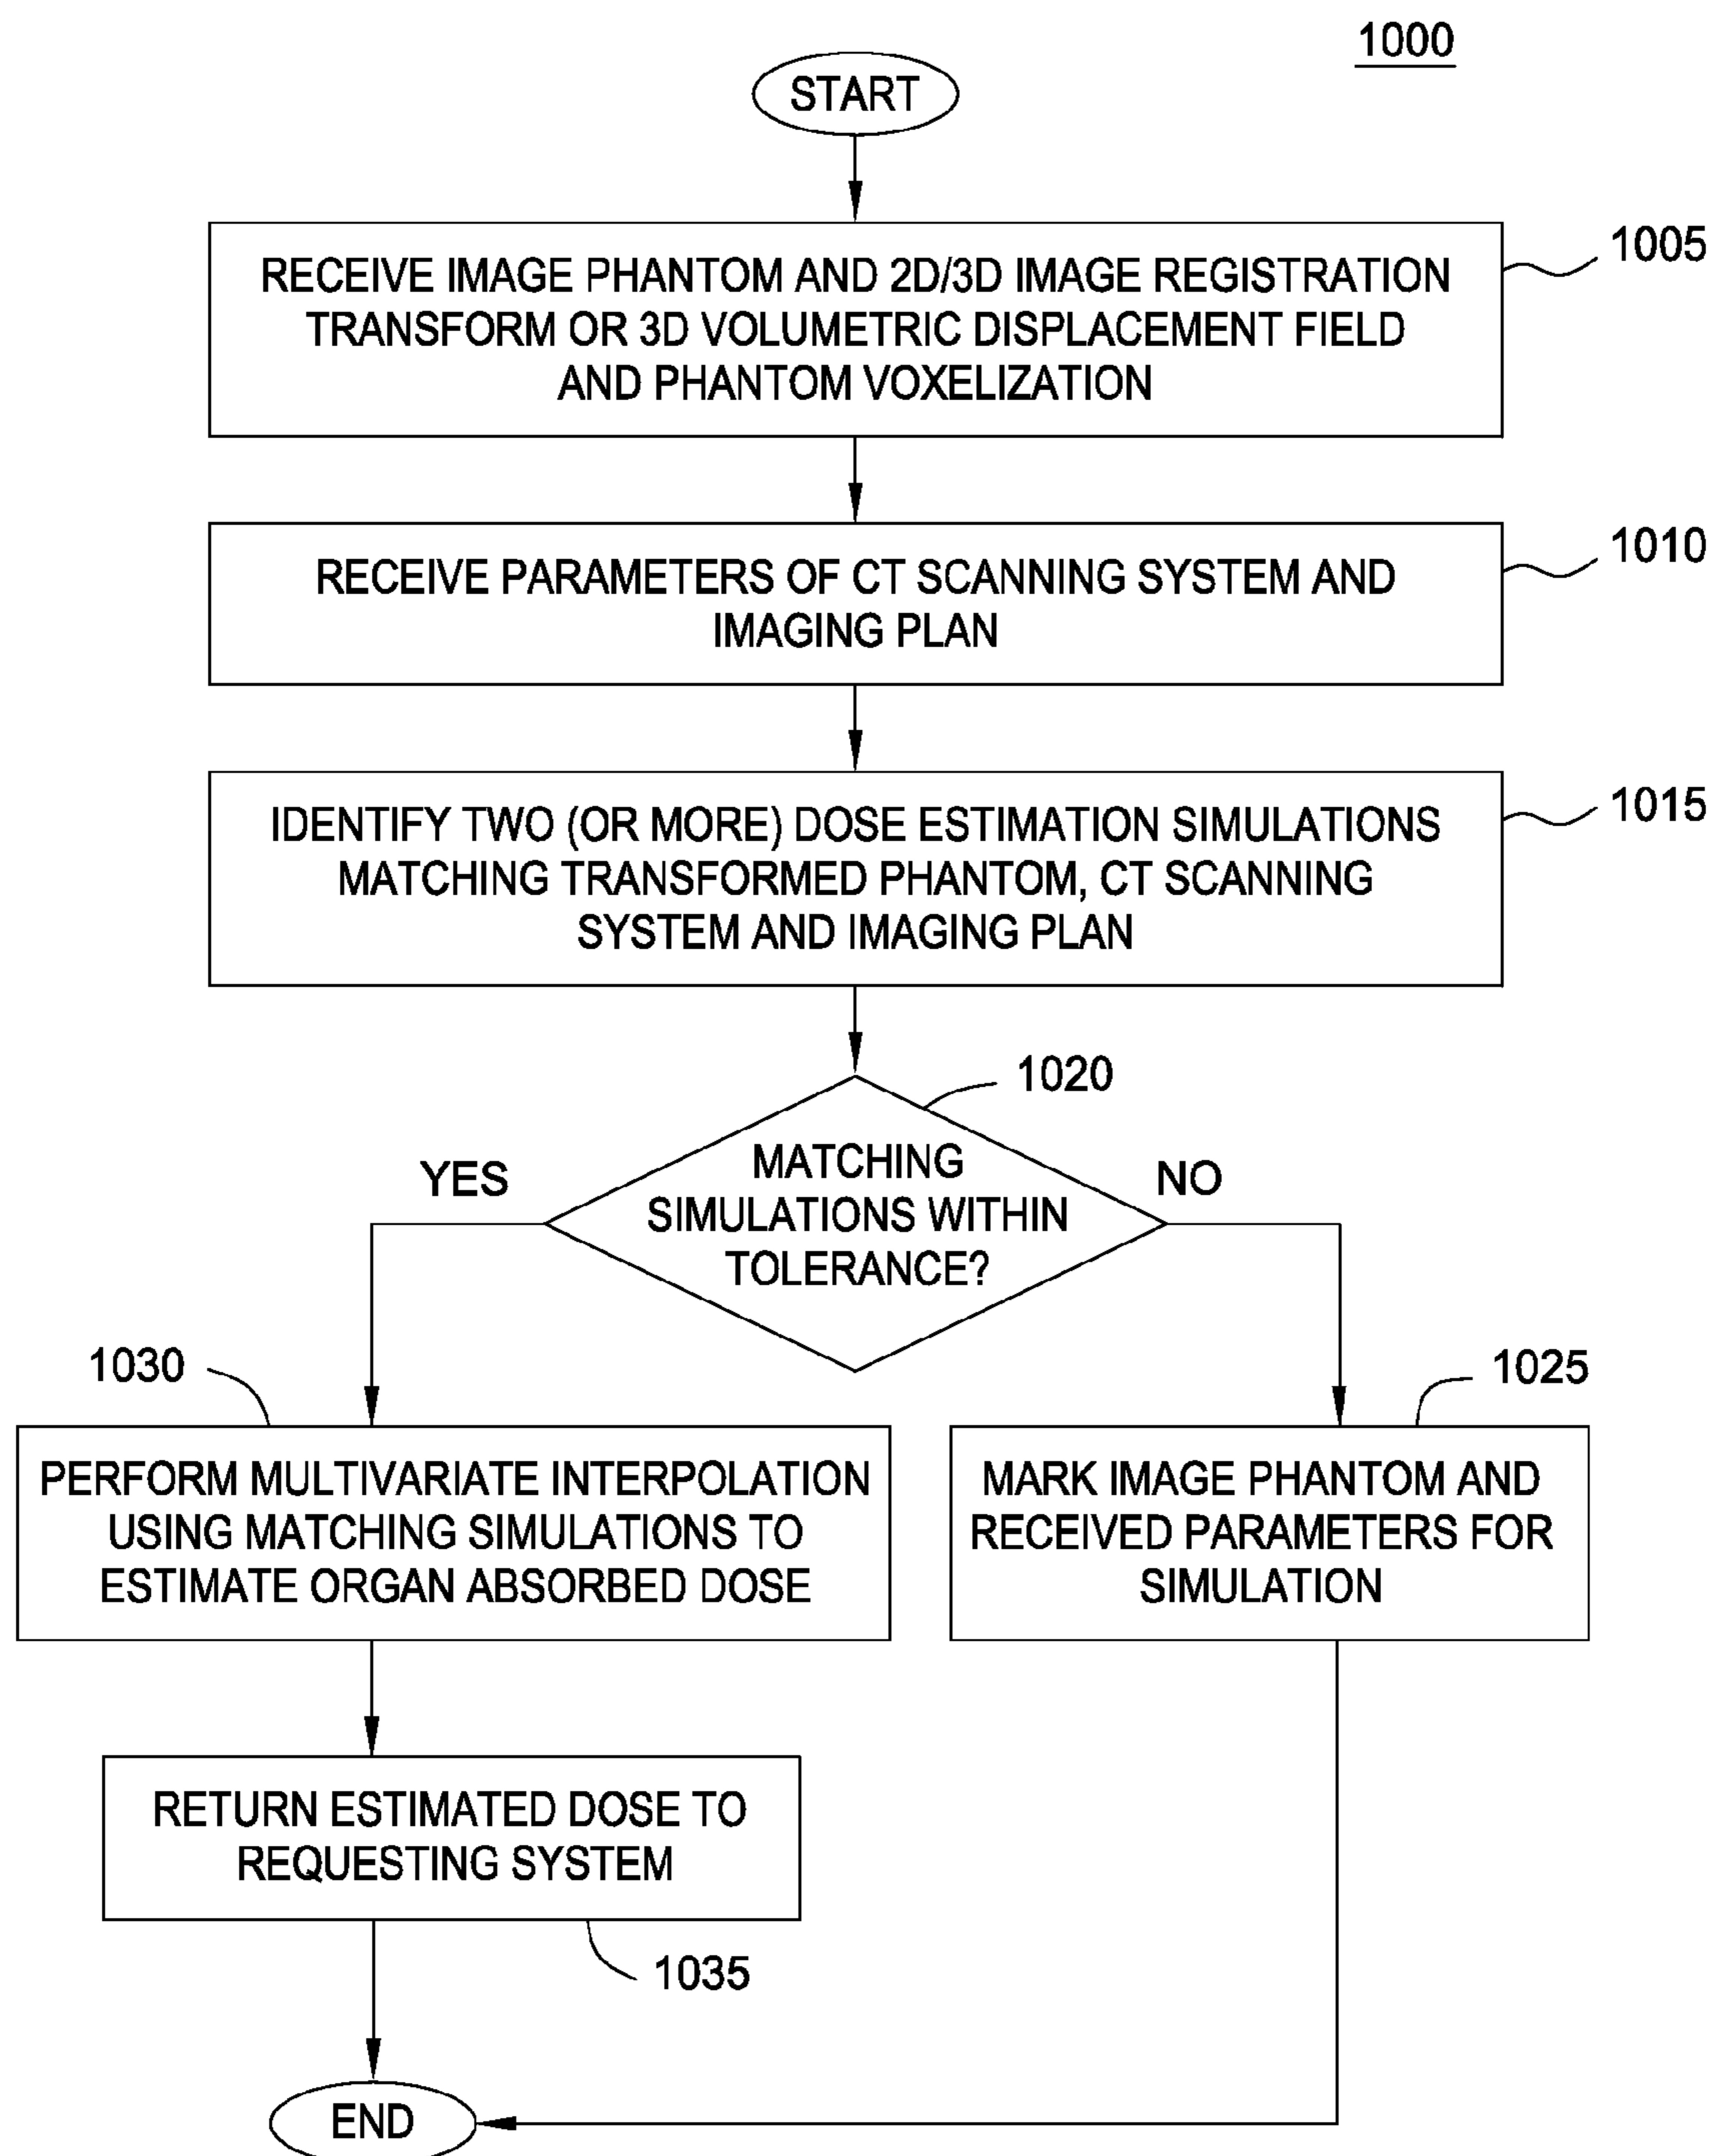 1000
START
RECEIVE IMAGE PHANTOM AND 2D/3D IMAGE REGISTRATION
TRANSFORM OR 3D VOLUMETRIC DISPLACEMENT FIELD
AND PHANTOM VOXELIZATION
1005
RECEIVE PARAMETERS OF CT SCANNING SYSTEM AND
IMAGING PLAN
1010
IDENTIFY TWO (OR MORE) DOSE ESTIMATION SIMULATIONS
MATCHING TRANSFORMED PHANTOM, CT SCANNING
SYSTEM AND IMAGING PLAN
1015
1020
MATCHING
SIMULATIONS WITHIN
TOLERANCE?
YES
NO
1030
PERFORM MULTIVARIATE INTERPOLATION
USING MATCHING SIMULATIONS TO
ESTIMATE ORGAN ABSORBED DOSE
1025
MARK IMAGE PHANTOM AND
RECEIVED PARAMETERS FOR
SIMULATION
RETURN ESTIMATED DOSE TO
REQUESTING SYSTEM
1035
END